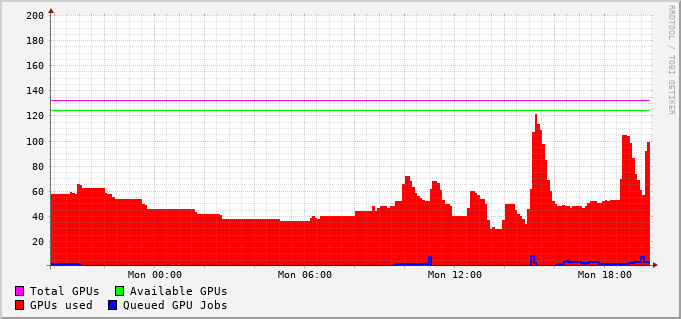 200
180
160
140
120
100
80
60
40
20
Mon 00:00 Mon 06:00 Mon 12:00 Mon 18:00
Total GPUs Available GPUs
GPUs used Queued GPU Jobs
RRDTOOL / TOBI OETIKER